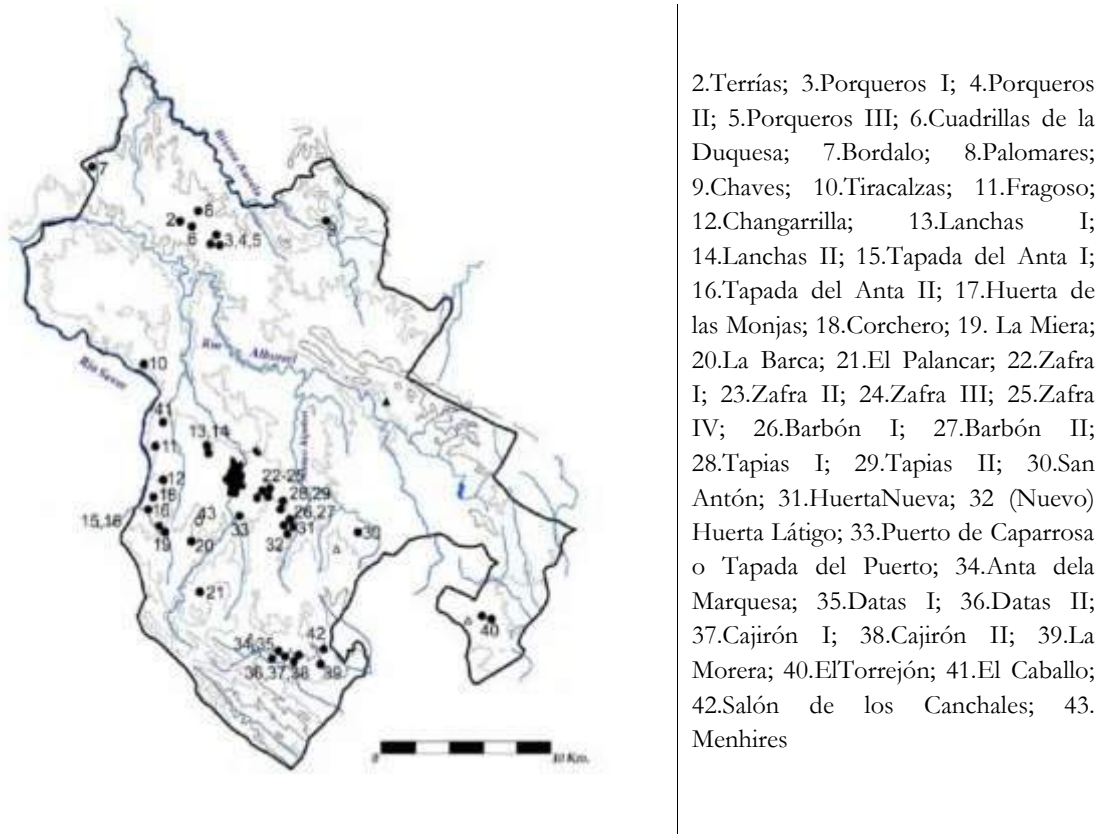 7
2
3,4,5
Rio Alburrel
Rio Sever
10
41
13,14
11
12
22-25
18
28,29
16
15,16
43
26,27
33
31
30
32
19
20
21
42
34,35
40
36,37,38
39
0
10 Km.
2.Terrías; 3.Porqueros I; 4.Porqueros
II; 5.Porqueros III; 6.Cuadrillas de la
Duquesa; 7.Bordalo; 8.Palomares;
9.Chaves; 10.Tiracalzas; 11.Fragoso;
12.Changarrilla; 13.Lanchas I;
14.Lanchas II; 15.Tapada del Anta I;
16.Tapada del Anta II; 17.Huerta de
las Monjas; 18.Corchero; 19. La Miera;
20.La Barca; 21.El Palancar; 22.Zafra
I; 23.Zafra II; 24.Zafra III; 25.Zafra
IV; 26.Barbón I; 27.Barbón II;
28.Tapias I; 29.Tapias II; 30.San
Antón; 31.HuertaNueva; 32 (Nuevo)
Huerta Látigo; 33.Puerto de Caparrosa
o Tapada del Puerto; 34.Anta dela
Marquesa; 35.Datas I; 36.Datas II;
37.Cajirón I; 38.Cajirón II; 39.La
Morera; 40.ElTorrejón; 41.El Caballo;
42.Salón de los Canchales; 43.
Menhires